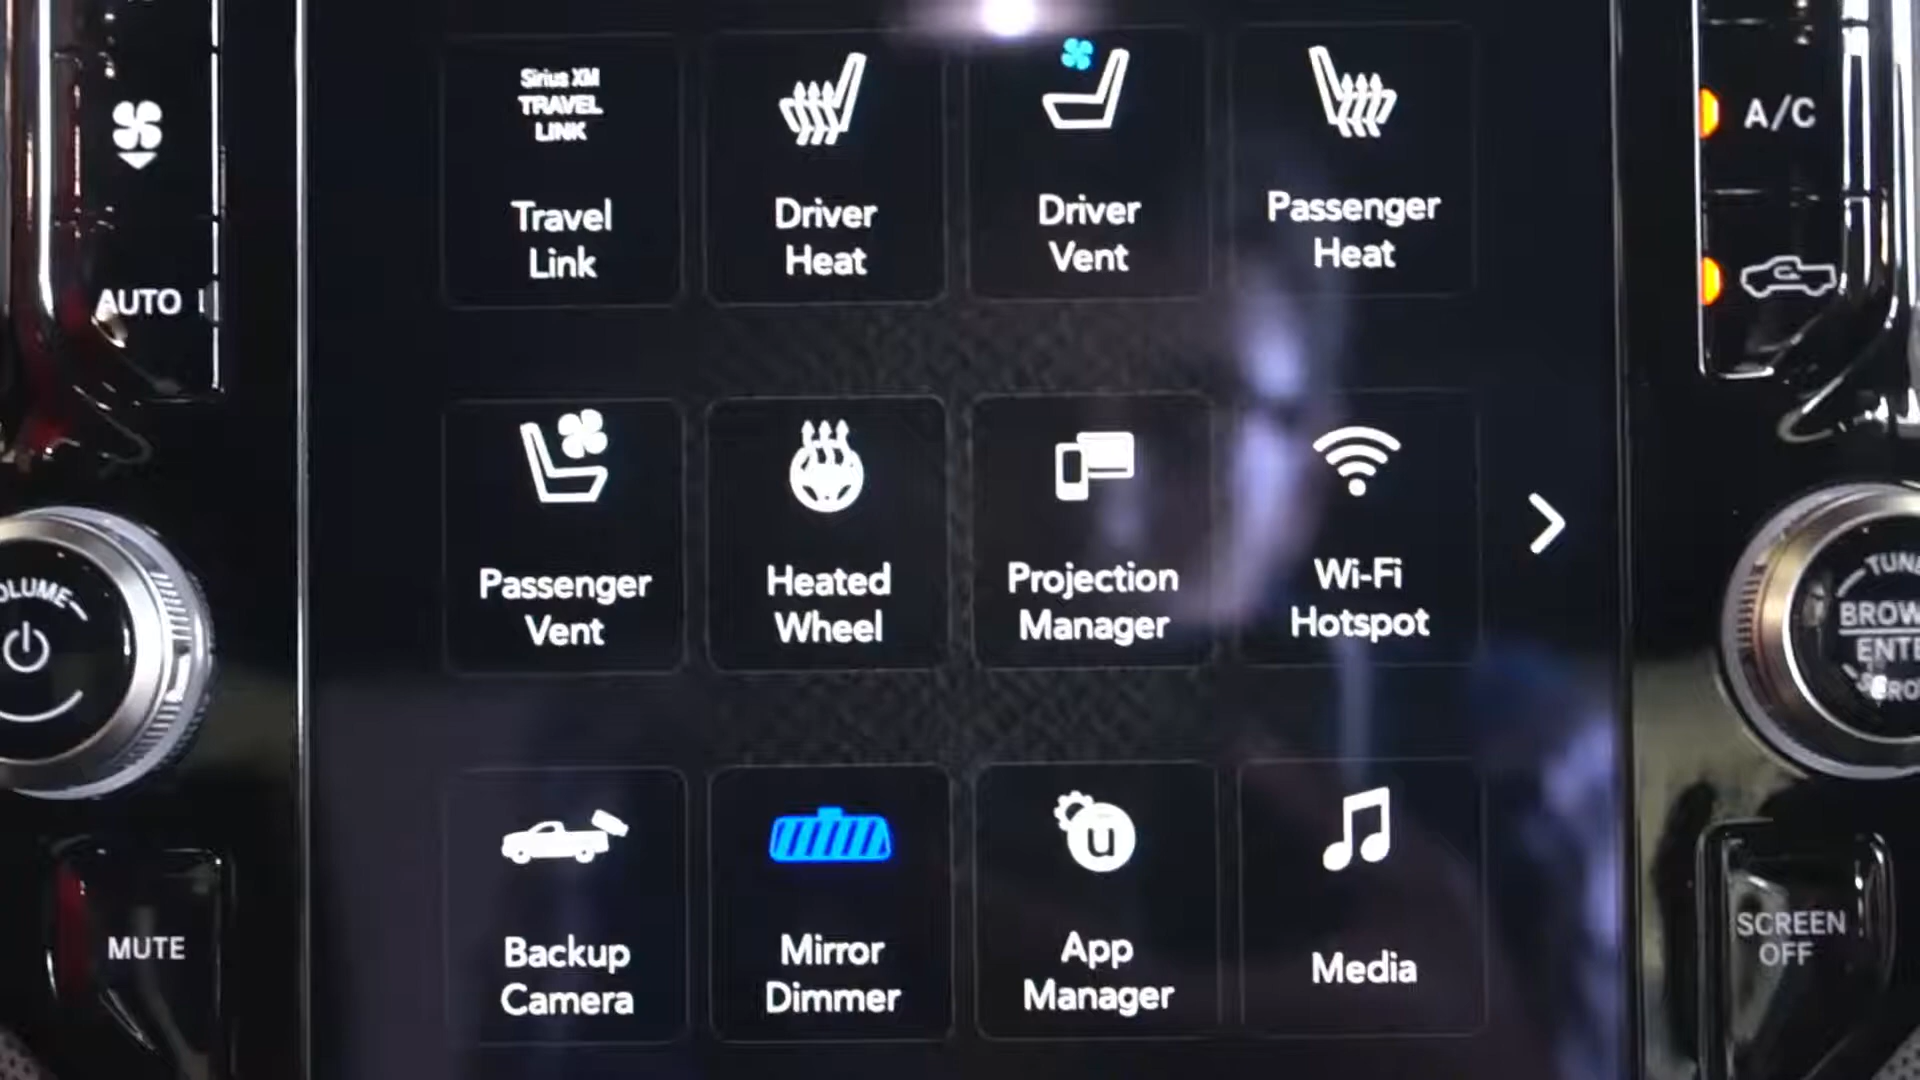 Sirius XM
TRAVEL
LINK
Travel
Link
Driver
Heat
Driver
Vent
Passenger
Heat
A/C
AUTO
Passenger
Vent
Heated
Wheel
Projection
Manager
Wi-Fi
Hotspot
Backup
Camera
Mirror
Dimmer
u
App
Manager
Media
MUTE
SCREEN
OFF